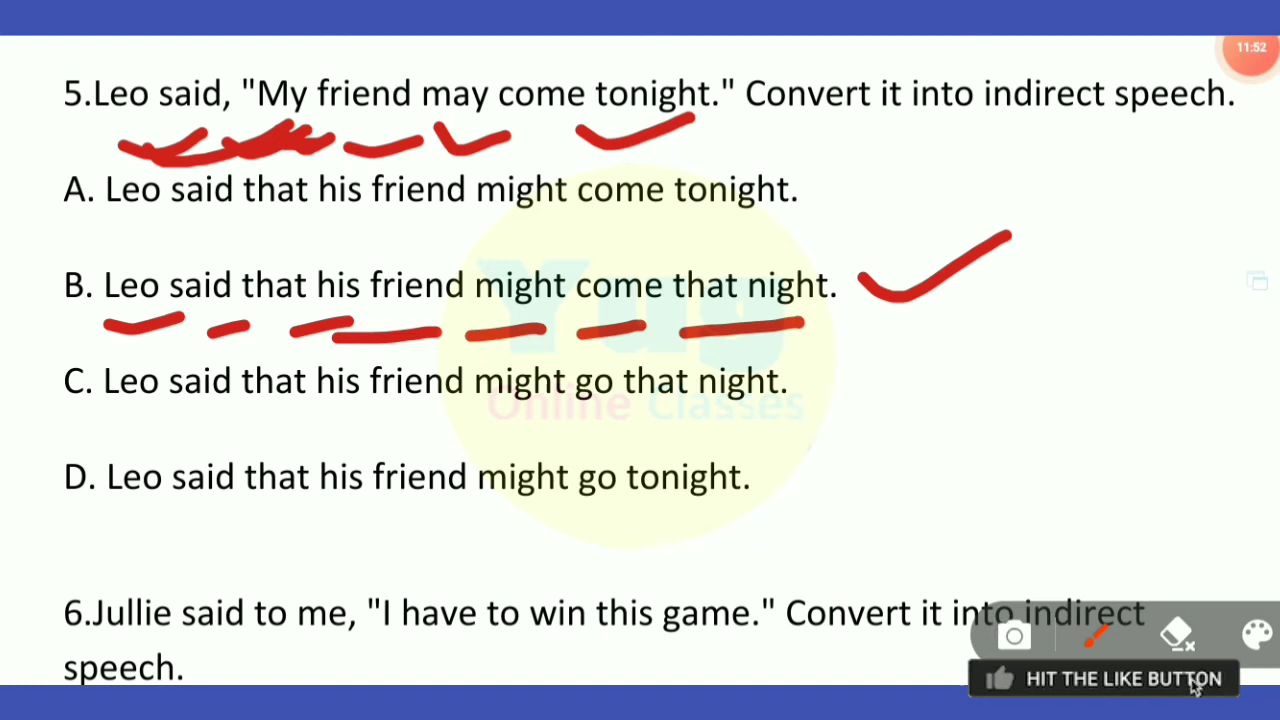 11:52
5.Leo said, "My friend may come tonight." Convert it into indirect speech.
A. Leo said that his friend might come tonight.
B. Leo said that his friend might come that night.
C. Leo said that his friend might go that night.
D. Leo said that his friend might go tonight.
Yug
Online Classes
6.Jullie said to me, "I have to win this game." Convert it into indirect
speech.
HIT THE LIKE BUTTON